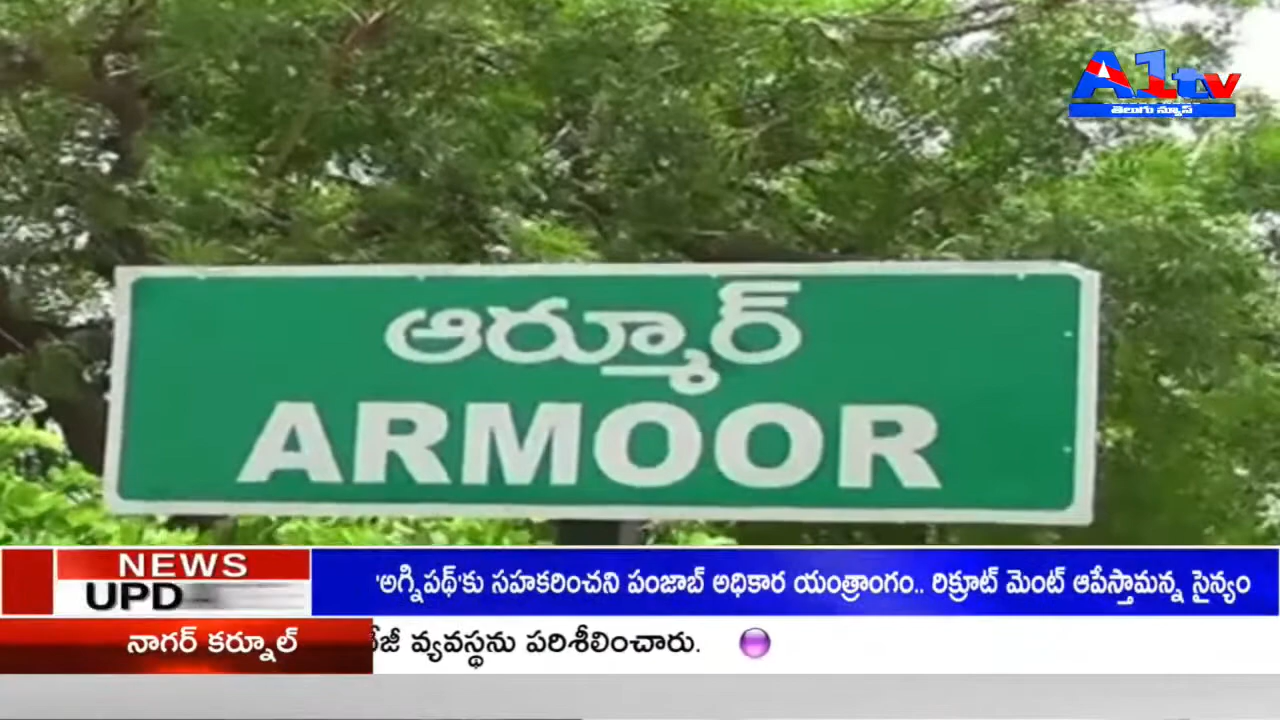 A1tv
తెలుగు న్యూస్
ఆర్మూర్
ARMOOR
NEWS
UPD
'అగ్నిపథ్'కు సహకరించని పంజాబ్ అధికార యంత్రాంగం.. రిక్రూట్ మెంట్ ఆపేస్తామన్న సైన్యం
నాగర్ కర్నూల్
వ్యవస్థను పరిశీలించారు.